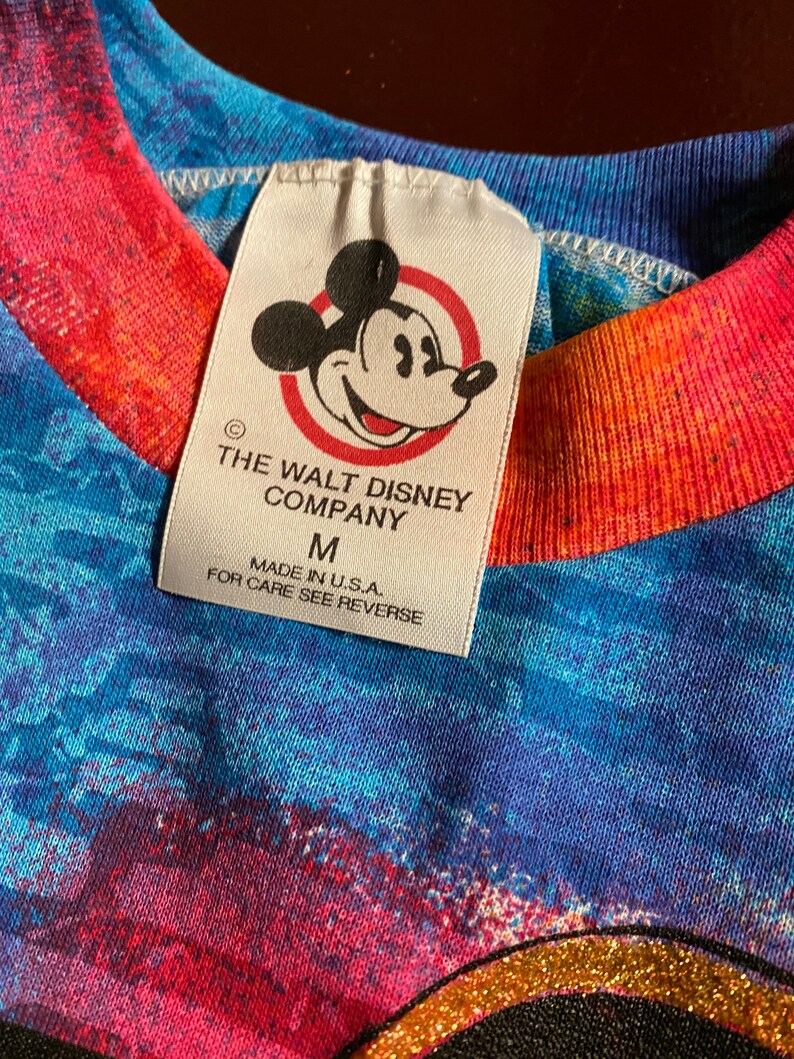 ©
THE WALT DISNEY
COMPANY
M
MADE IN U.S.A.
FOR CARE SEE REVERSE